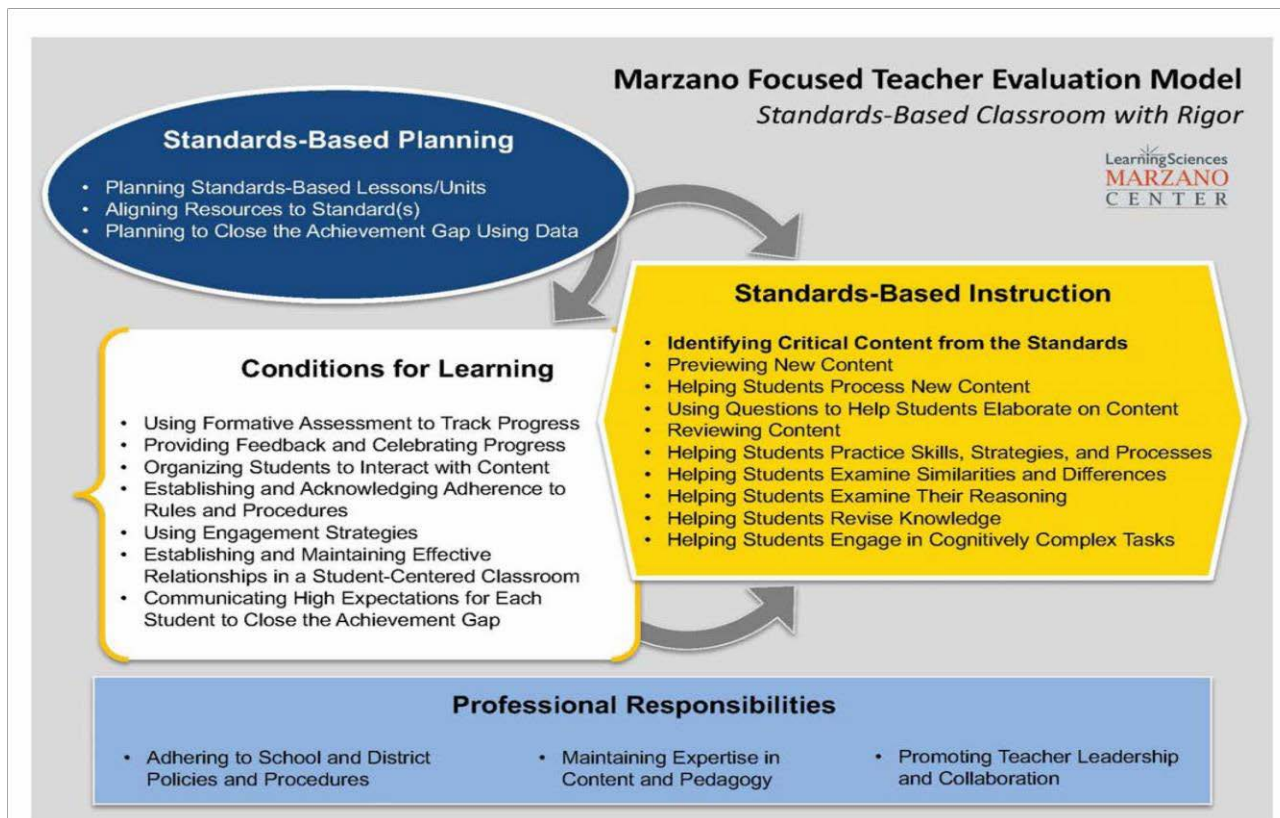 Marzano Focused Teacher Evaluation Model
Standards-Based Classroom with Rigor
LearningSciences
MARZANO
CENTER
Standards-Based Planning
• Planning Standards-Based Lessons/Units
• Aligning Resources to Standard(s)
• Planning to Close the Achievement Gap Using Data
Standards-Based Instruction
• Identifying Critical Content from the Standards
• Previewing New Content
• Helping Students Process New Content
• Using Questions to Help Students Elaborate on Content
• Reviewing Content
• Helping Students Practice Skills, Strategies, and Processes
• Helping Students Examine Similarities and Differences
• Helping Students Examine Their Reasoning
• Helping Students Revise Knowledge
• Helping Students Engage in Cognitively Complex Tasks
Conditions for Learning
• Using Formative Assessment to Track Progress
• Providing Feedback and Celebrating Progress
• Organizing Students to Interact with Content
• Establishing and Acknowledging Adherence to
Rules and Procedures
• Using Engagement Strategies
• Establishing and Maintaining Effective
Relationships in a Student-Centered Classroom
• Communicating High Expectations for Each
Student to Close the Achievement Gap
Professional Responsibilities
• Adhering to School and District
Policies and Procedures
• Maintaining Expertise in
Content and Pedagogy
• Promoting Teacher Leadership
and Collaboration